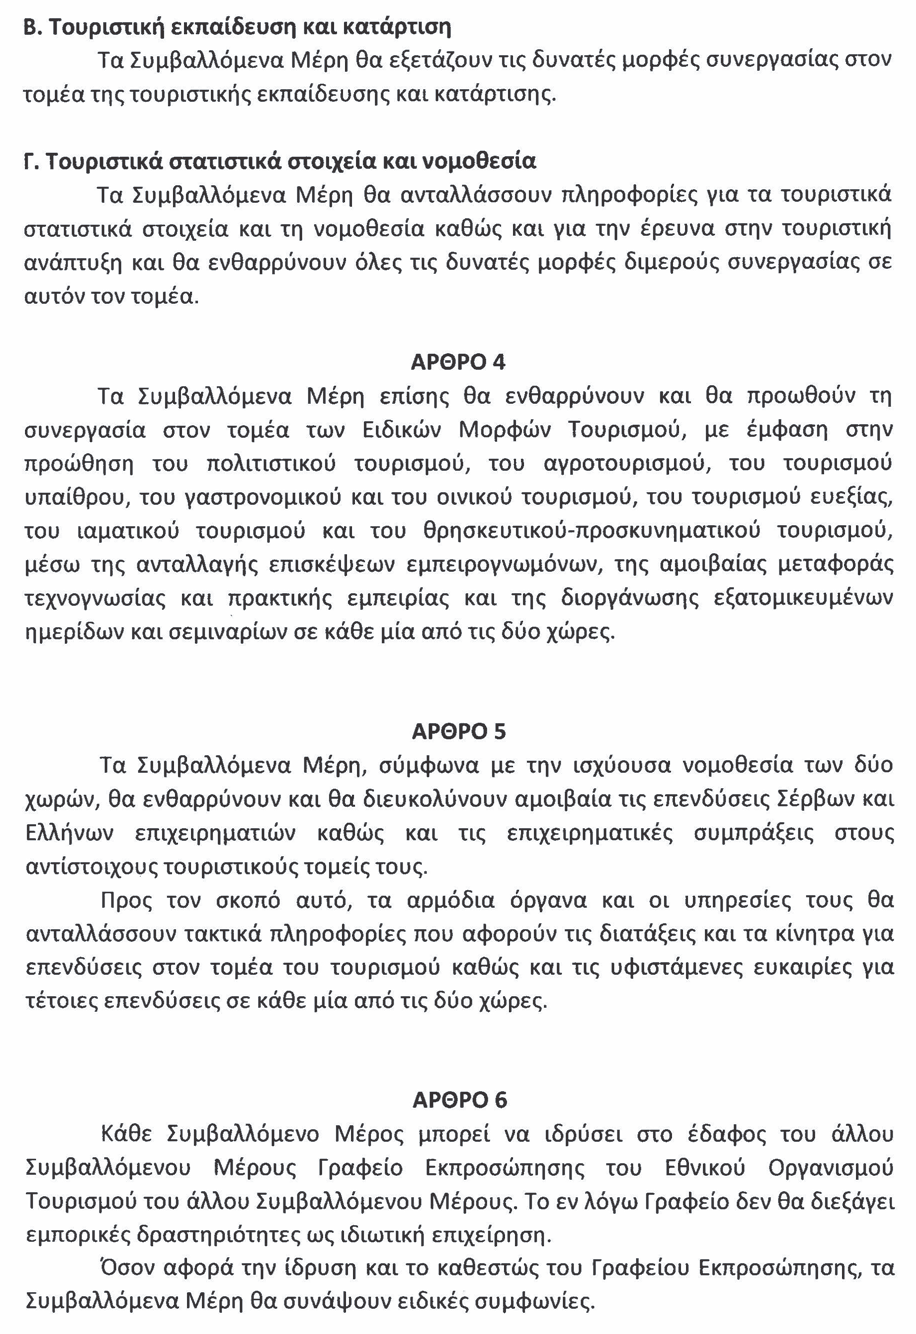 Β. Τουριστική εκπαίδευση και κατάρτιση
Τα Συμβαλλόμενα Μέρη θα εξετάζουν τις δυνατές μορφές συνεργασίας στον
τομέα της τουριστικής εκπαίδευσης και κατάρτισης.
Γ. Τουριστικά στατιστικά στοιχεία και νομοθεσία
Τα Συμβαλλόμενα Μέρη θα ανταλλάσσουν πληροφορίες για τα τουριστικά
στατιστικά στοιχεία και τη νομοθεσία καθώς και για την έρευνα στην τουριστική
ανάπτυξη και θα ενθαρρύνουν όλες τις δυνατές μορφές διμερούς συνεργασίας σε
αυτόν τον τομέα.
ΑΡΘΡΟ 4
Τα Συμβαλλόμενα Μέρη επίσης θα ενθαρρύνουν και θα προωθούν τη
συνεργασία στον τομέα των Ειδικών Μορφών Τουρισμού, με έμφαση στην
προώθηση του πολιτιστικού τουρισμού, του αγροτουρισμού, του τουρισμού
υπαίθρου, του γαστρονομικού και του οινικού τουρισμού, του τουρισμού ευεξίας,
του ιαματικού τουρισμού και του θρησκευτικού-προσκυνηματικού τουρισμού,
μέσω της ανταλλαγής επισκέψεων εμπειρογνωμόνων, της αμοιβαίας μεταφοράς
τεχνογνωσίας και πρακτικής εμπειρίας και της διοργάνωσης εξατομικευμένων
ημερίδων και σεμιναρίων σε κάθε μία από τις δύο χώρες.
ΑΡΘΡΟ 5
Τα Συμβαλλόμενα Μέρη, σύμφωνα με την ισχύουσα νομοθεσία των δύο
χωρών, θα ενθαρρύνουν και θα διευκολύνουν αμοιβαία τις επενδύσεις Σέρβων και
Ελλήνων επιχειρηματιών καθώς και τις επιχειρηματικές συμπράξεις στους
αντίστοιχους τουριστικούς τομείς τους.
Προς τον σκοπό αυτό, τα αρμόδια όργανα και οι υπηρεσίες τους θα
ανταλλάσσουν τακτικά πληροφορίες που αφορούν τις διατάξεις και τα κίνητρα για
επενδύσεις στον τομέα του τουρισμού καθώς και τις υφιστάμενες ευκαιρίες για
τέτοιες επενδύσεις σε κάθε μία από τις δύο χώρες.
ΑΡΘΡΟ 6
Κάθε Συμβαλλόμενο Μέρος μπορεί να ιδρύσει στο έδαφος του άλλου
Συμβαλλόμενου Μέρους Γραφείο Εκπροσώπησης του Εθνικού Οργανισμού
Τουρισμού του άλλου Συμβαλλόμενου Μέρους. Το εν λόγω Γραφείο δεν θα διεξάγει
εμπορικές δραστηριότητες ως ιδιωτική επιχείρηση.
Όσον αφορά την ίδρυση και το καθεστώς του Γραφείου Εκπροσώπησης, τα
Συμβαλλόμενα Μέρη θα συνάψουν ειδικές συμφωνίες.